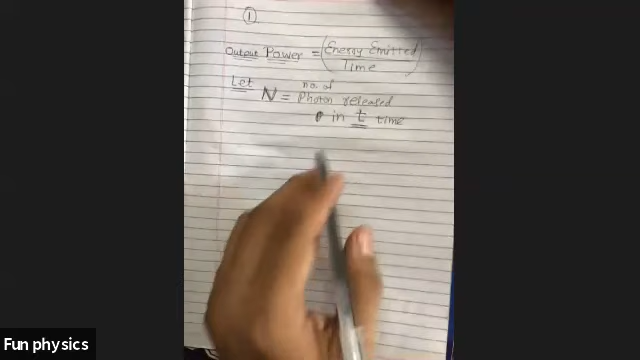 ①
Output Power = (Energy Emitted / Time)
Let N = no. of Photon released
in t time
Fun physics